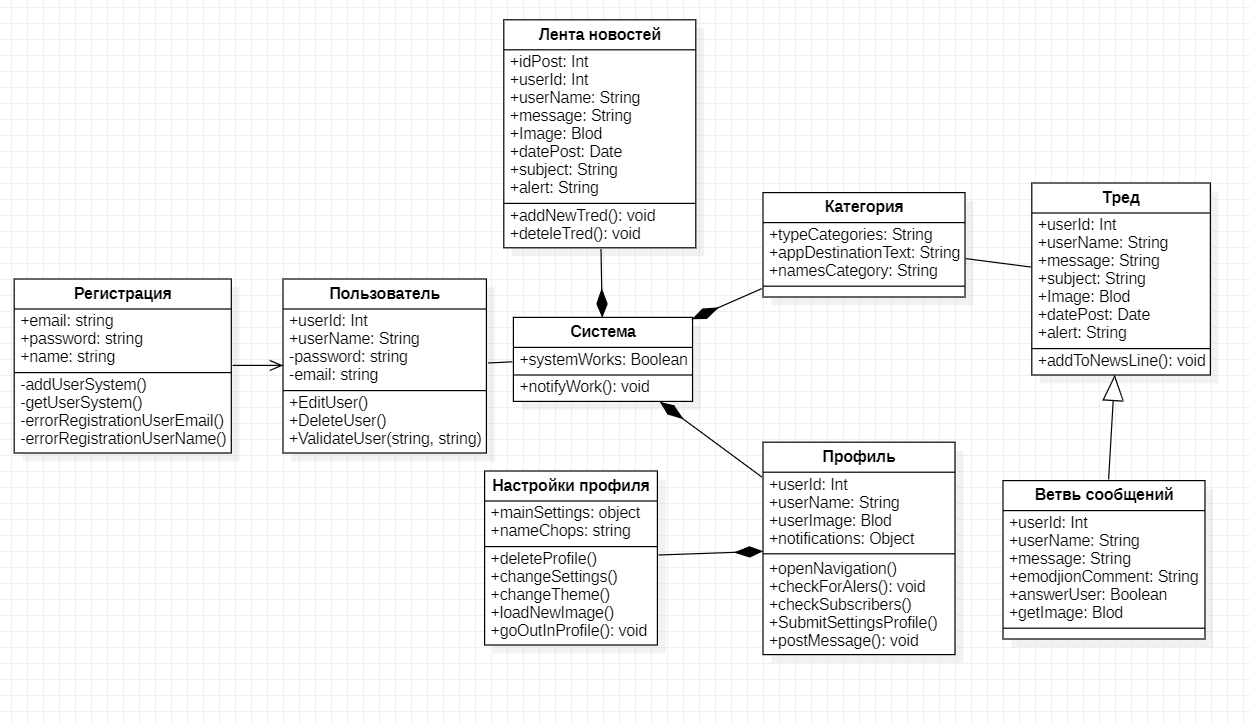 Лента новостей
+idPost: Int
+userId: Int
+userName: String
+message: String
+Image: Blod
+datePost: Date
+subject: String
+alert: String
+addNewTred(): void
+deteleTred(): void
Регистрация
+email: string
+password: string
+name: string
-addUserSystem()
-getUserSystem()
-errorRegistrationUserEmail()
-errorRegistrationUserName()
Пользователь
+userId: Int
+userName: String
-password: string
-email: string
+EditUser()
+DeleteUser()
+ValidateUser(string, string)
Система
+systemWorks: Boolean
+notifyWork(): void
Категория
+typeCategories: String
+appDestinationText: String
+namesCategory: String
Тред
+userId: Int
+userName: String
+message: String
+subject: String
+Image: Blod
+datePost: Date
+alert: String
+addToNewsLine(): void
Настройки профиля
+mainSettings: object
+nameChops: string
+deleteProfile()
+changeSettings()
+changeTheme()
+loadNewImage()
+goOutInProfile(): void
Профиль
+userId: Int
+userName: String
+userImage: Blod
+notifications: Object
+openNavigation()
+checkForAlers(): void
+checkSubscribers()
+SubmitSettingsProfile()
+postMessage(): void
Ветвь сообщений
+userId: Int
+userName: String
+message: String
+emodjionComment: String
+answerUser: Boolean
+getImage: Blod